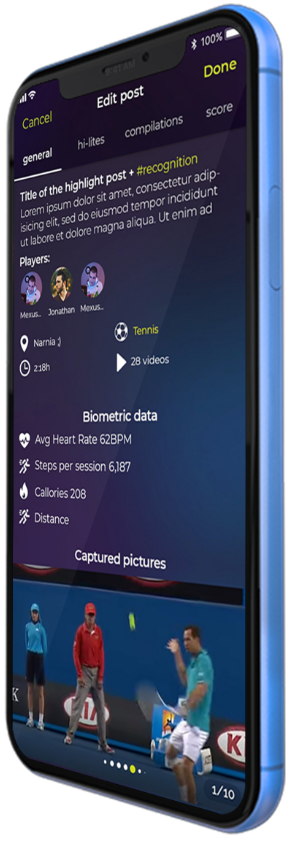 100%
Cancel
Edit post
Done
general
hi-lites
compilations
score
Title of the highlight post + #recognition
Lorem ipsum dolor sit amet, consectetur adip-
isicing elit, sed do eiusmod tempor incididunt
ut labore et dolore magna aliqua. Ut enim ad
Players:
Mexus..
Jonathan
Mexus..
Narnia ;)
Tennis
2:18h
28 videos
Biometric data
Avg Heart Rate 62BPM
Steps per session 6,187
Callories 208
Distance
Captured pictures
K
KIA
K
1/10